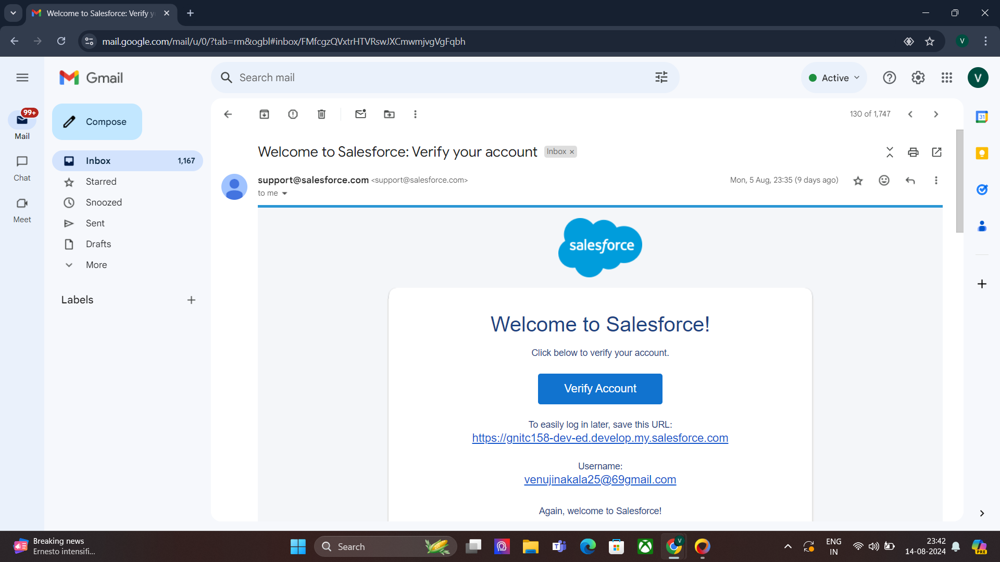 Welcome to Salesforce: Verify y
mail.google.com/mail/u/0/?tab=rm&ogbl#inbox/FMfcgzQVxtrHTVRswJXCmwmjvgVgFqbh
V
Gmail
Search mail
Active
V
99+
Mail
Chat
Meet
Compose
Inbox 1,167
Starred
Snoozed
Sent
Drafts
More
Labels
130 of 1,747
31
Welcome to Salesforce: Verify your account
Inbox ×
support@salesforce.com <support@salesforce.com>
Mon, 5 Aug, 23:35 (9 days ago)
to me
salesforce
Welcome to Salesforce!
Click below to verify your account.
Verify Account
To easily log in later, save this URL:
https://gnitc158-dev-ed.develop.my.salesforce.com
Username:
venujinakala25@69gmail.com
Again, welcome to Salesforce!
Breaking news
Ernesto intensifi...
Search
V
ENG
IN
23:42
14-08-2024
PRE